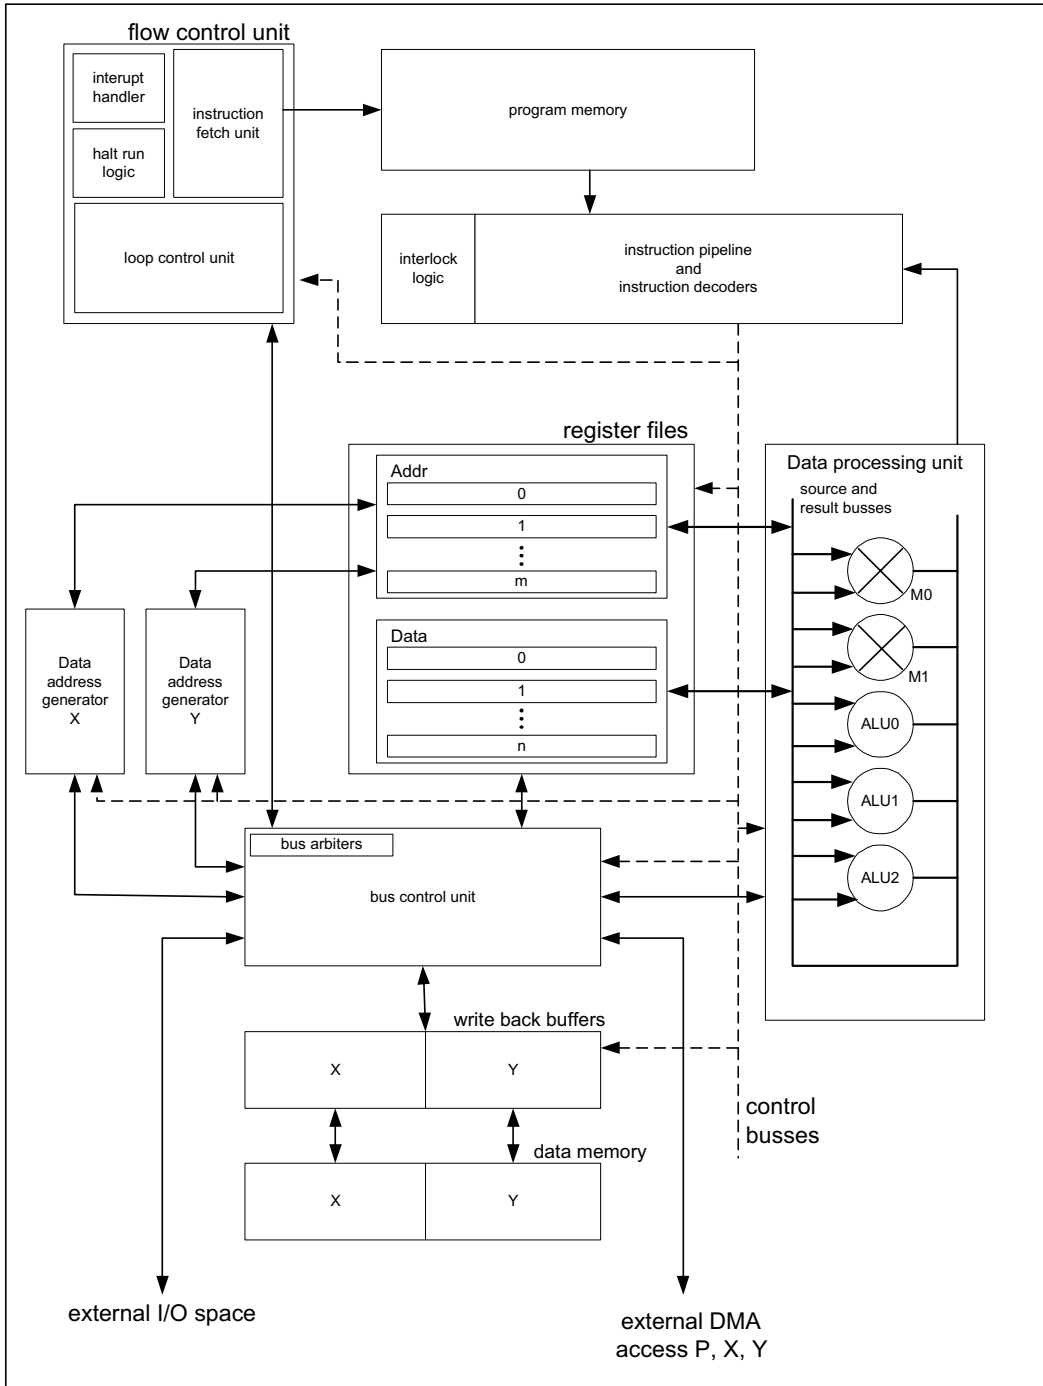 flow control unit
interupt
handler
instruction
fetch unit
halt run
logic
loop control unit
program memory
interlock
logic
instruction pipeline
and
instruction decoders
register files
Addr
0
1
m
Data
0
1
n
Data processing unit
source and
result busses
M0
M1
ALU0
ALU1
ALU2
Data
address
generator
X
Data
address
generator
Y
bus arbiters
bus control unit
write back buffers
X
Y
control
busses
data memory
X
Y
external I/O space
external DMA
access P, X, Y